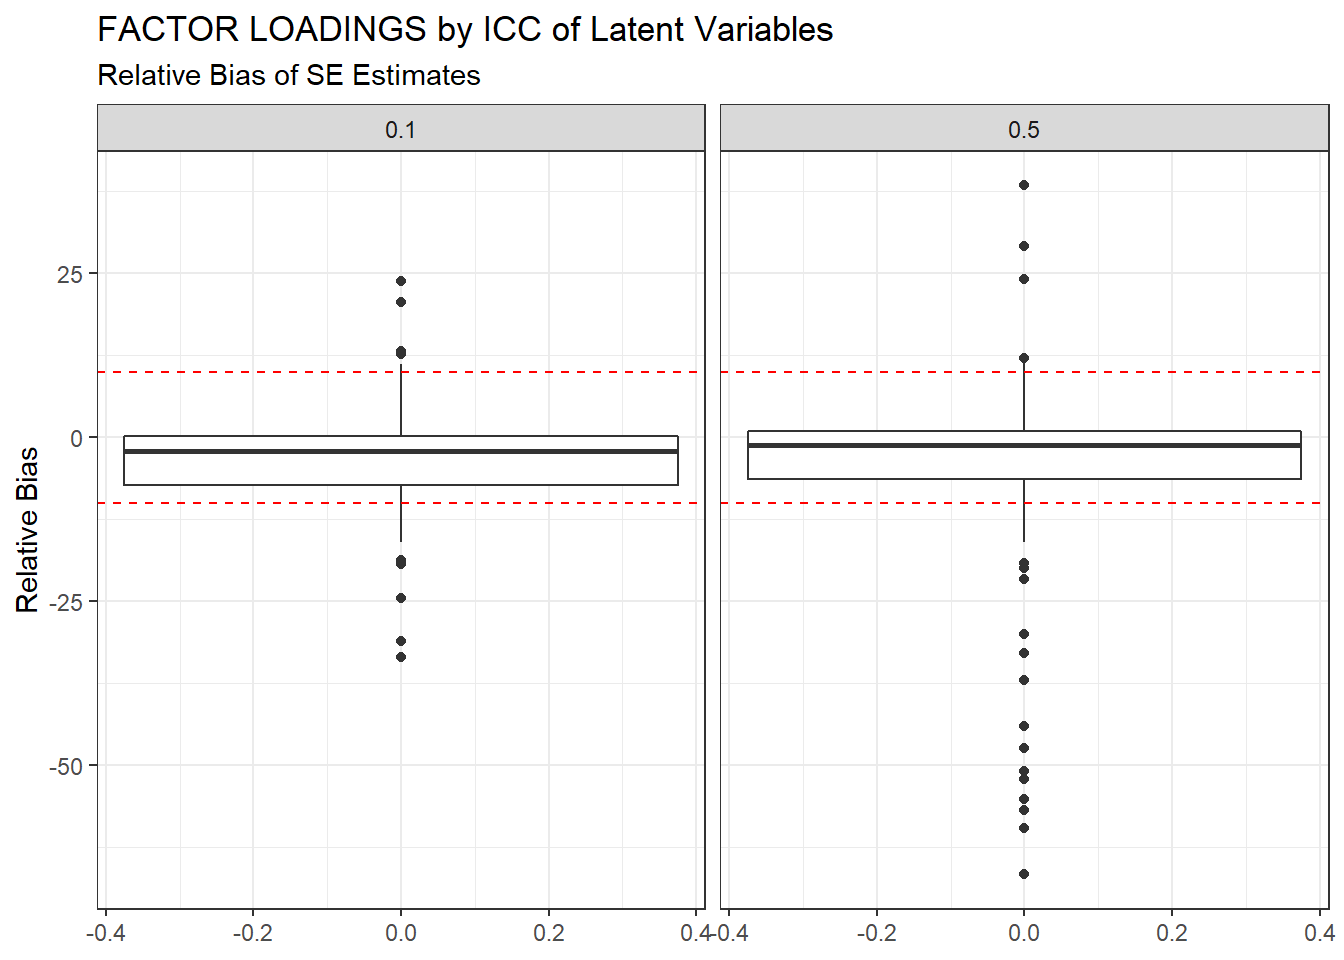 FACTOR LOADINGS by ICC of Latent Variables
Relative Bias of SE Estimates
0.1 0.5
Relative Bias
25
0
-25
-50
-0.4 -0.2 0.0 0.2 0.4 -0.4 -0.2 0.0 0.2 0.4